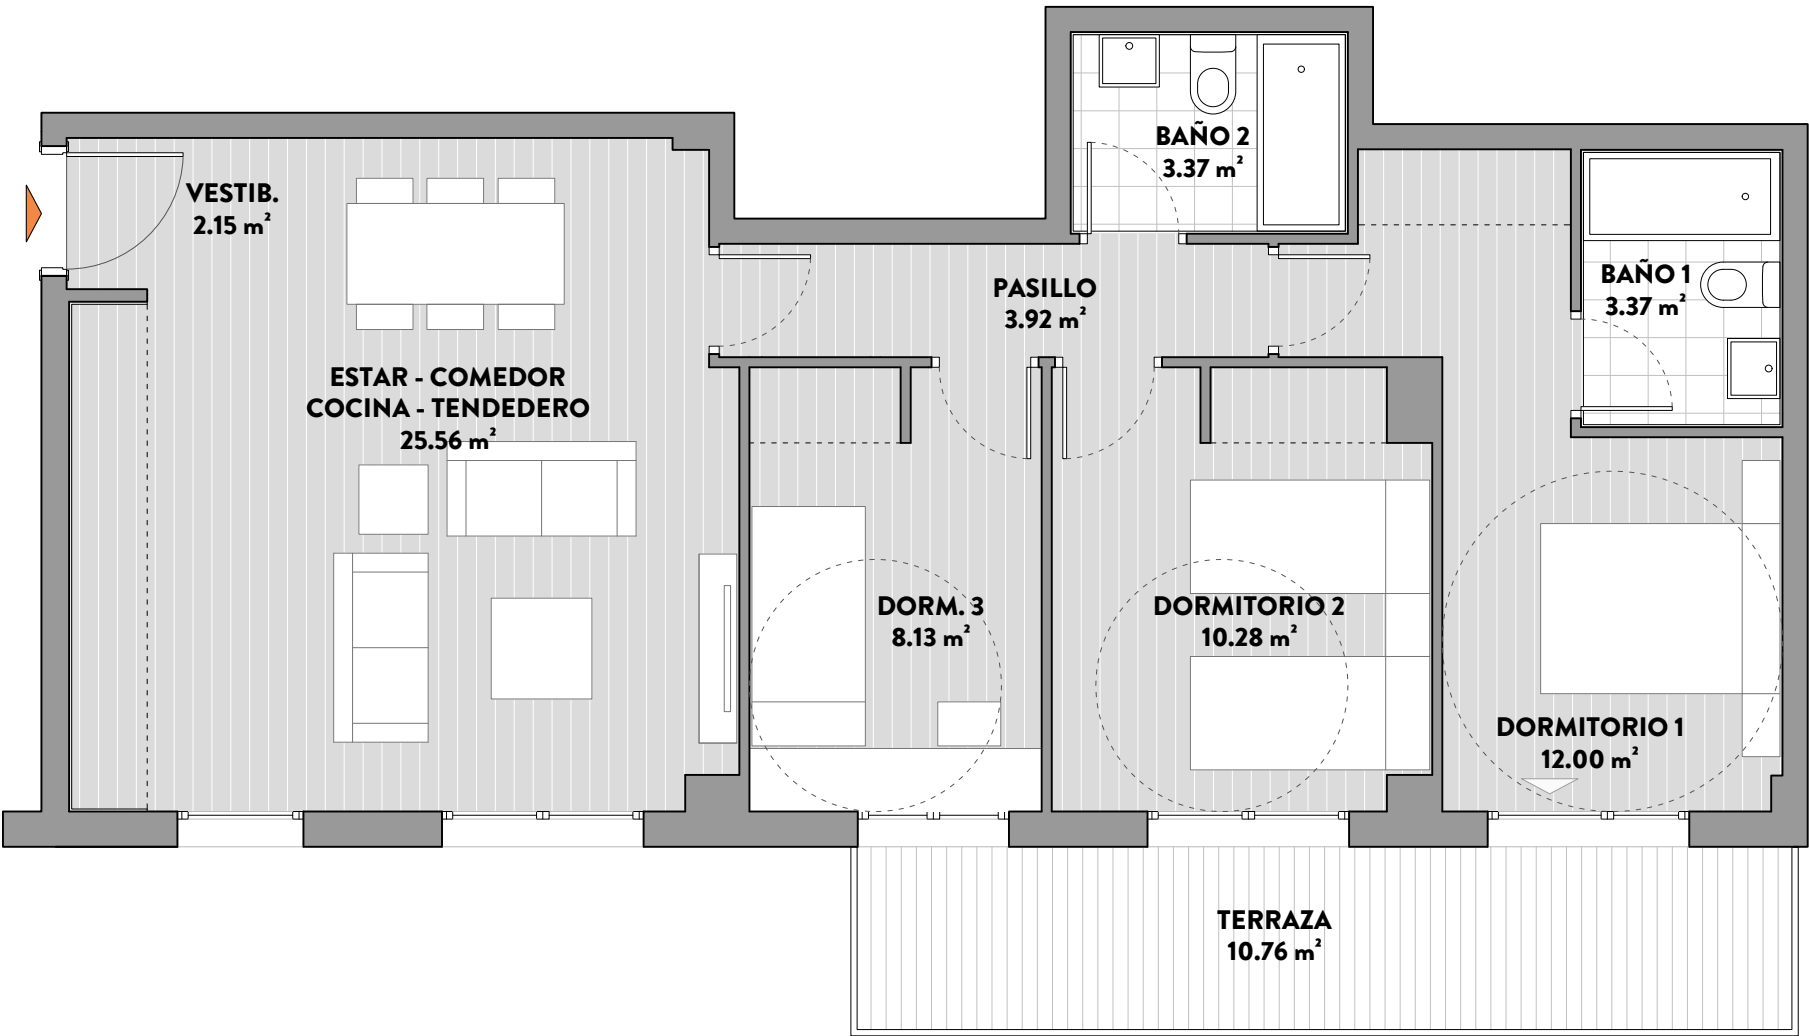 BAÑO 2
3.37 m²
VESTIB.
2.15 m²
PASILLO
3.92 m²
BAÑO 1
3.37 m²
ESTAR - COMEDOR
COCINA - TENDEDERO
25.56 m²
DORM. 3
8.13 m²
DORMITORIO 2
10.28 m²
DORMITORIO 1
12.00 m²
TERRAZA
10.76 m²